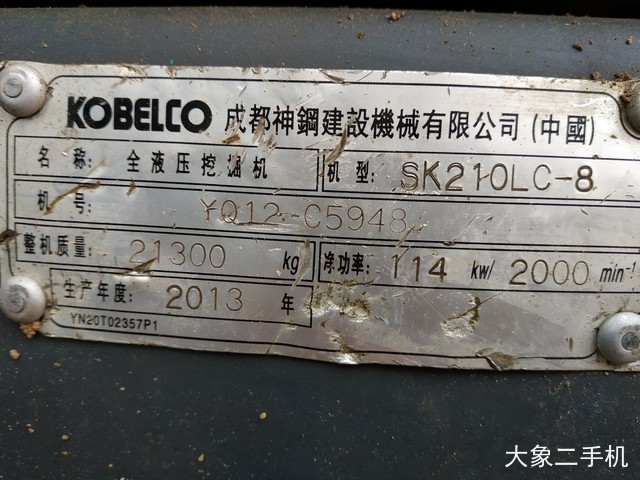 KOBELCO 成都神鋼建設機械有限公司(中國)
名 称: 全液压挖掘机 机 型: SK210LC-8
机 号: YQ12-C5948
整机质量: 21300 kg 净功率: 114 kw/ 2000 min⁻¹
生产年度: 2013 年
YN20T02357P1
大象二手机